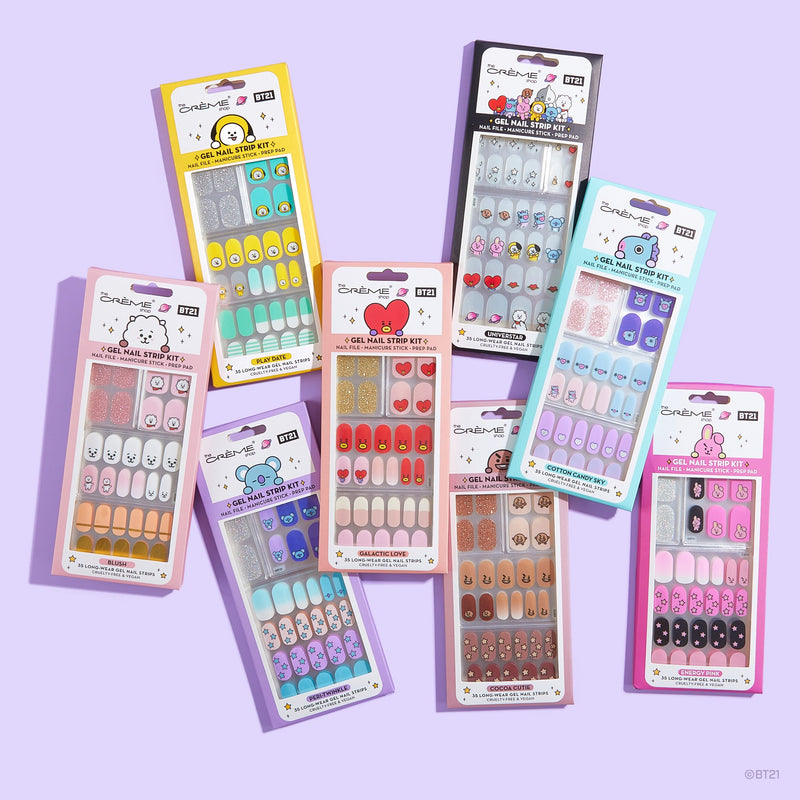 the
CRÈME
shop
BT21
GEL NAIL STRIP KIT
NAIL FILE • MANICURE STICK • PREP PAD
PLAY DATE
35 LONG-WEAR GEL NAIL STRIPS
CRUELTY-FREE & VEGAN
the
CRÈME
shop
BT21
GEL NAIL STRIP KIT
NAIL FILE • MANICURE STICK • PREP PAD
UNIVERSTAR
35 LONG-WEAR GEL NAIL STRIPS
CRUELTY-FREE & VEGAN
the
CRÈME
shop
BT21
GEL NAIL STRIP KIT
NAIL FILE • MANICURE STICK • PREP PAD
COTTON CANDY SKY
35 LONG-WEAR GEL NAIL STRIPS
CRUELTY-FREE & VEGAN
the
CRÈME
shop
BT21
GEL NAIL STRIP KIT
NAIL FILE • MANICURE STICK • PREP PAD
BLUSH
35 LONG-WEAR GEL NAIL STRIPS
CRUELTY-FREE & VEGAN
the
CRÈME
shop
BT21
GEL NAIL STRIP KIT
NAIL FILE • MANICURE STICK • PREP PAD
GALACTIC LOVE
35 LONG-WEAR GEL NAIL STRIPS
CRUELTY-FREE & VEGAN
the
CRÈME
shop
BT21
GEL NAIL STRIP KIT
NAIL FILE • MANICURE STICK • PREP PAD
PERI-TWINKLE
35 LONG-WEAR GEL NAIL STRIPS
CRUELTY-FREE & VEGAN
the
CRÈME
shop
COCOA CUTIE
35 LONG-WEAR GEL NAIL STRIPS
CRUELTY-FREE & VEGAN
the
CRÈME
shop
BT21
GEL NAIL STRIP KIT
NAIL FILE • MANICURE STICK • PREP PAD
ENERGY PINK
35 LONG-WEAR GEL NAIL STRIPS
CRUELTY-FREE & VEGAN
©BT21